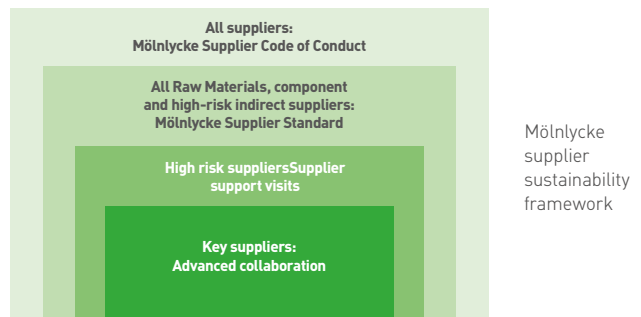 All suppliers:
Mölnlycke Supplier Code of Conduct
All Raw Materials, component
and high-risk indirect suppliers:
Mölnlycke Supplier Standard
High risk suppliersSupplier
support visits
Key suppliers:
Advanced collaboration
Mölnlycke
supplier
sustainability
framework